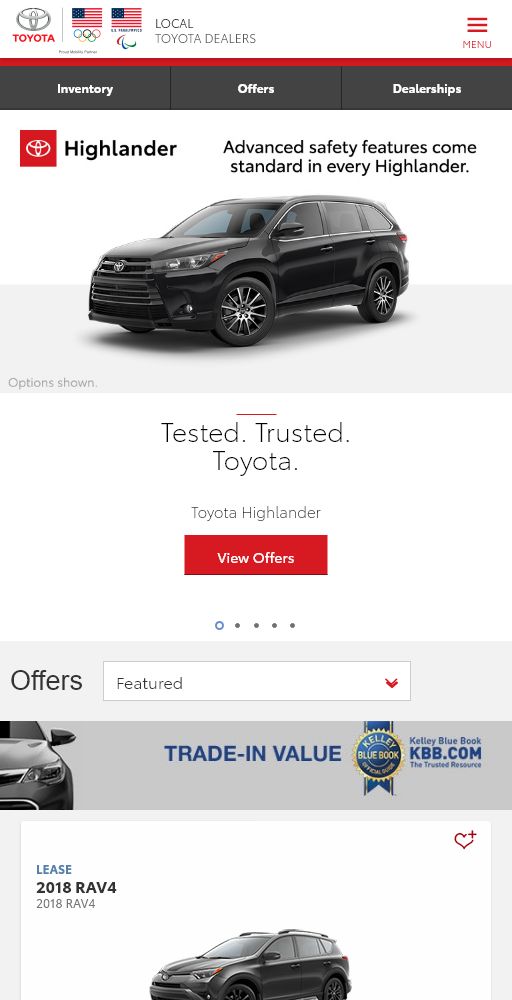 TOYOTA
U.S. PARALYMPICS
Proud Mobility Partner
LOCAL
TOYOTA DEALERS
MENU
Inventory
Offers
Dealerships
Highlander
Advanced safety features come
standard in every Highlander.
Options shown.
Tested. Trusted.
Toyota.
Toyota Highlander
View Offers
Offers
Featured
TRADE-IN VALUE
KELLEY
BLUE BOOK
OFFICIAL GUIDE
Kelley Blue Book
KBB.COM
The Trusted Resource
LEASE
2018 RAV4
2018 RAV4